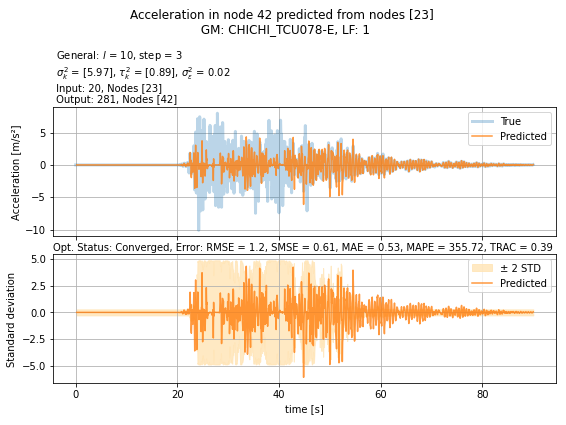 Acceleration in node 42 predicted from nodes [23]
GM: CHICHI_TCU078-E, LF: 1
General: l = 10, step = 3
σ_k^2 = [5.97], τ_k^2 = [0.89], σ_ε^2 = 0.02
Input: 20, Nodes [23]
Output: 281, Nodes [42]
True
Predicted
Acceleration [m/s²]
5
0
−5
−10
Opt. Status: Converged, Error: RMSE = 1.2, SMSE = 0.61, MAE = 0.53, MAPE = 355.72, TRAC = 0.39
± 2 STD
Predicted
Standard deviation
5.0
2.5
0.0
−2.5
−5.0
0 20 40 60 80
time [s]